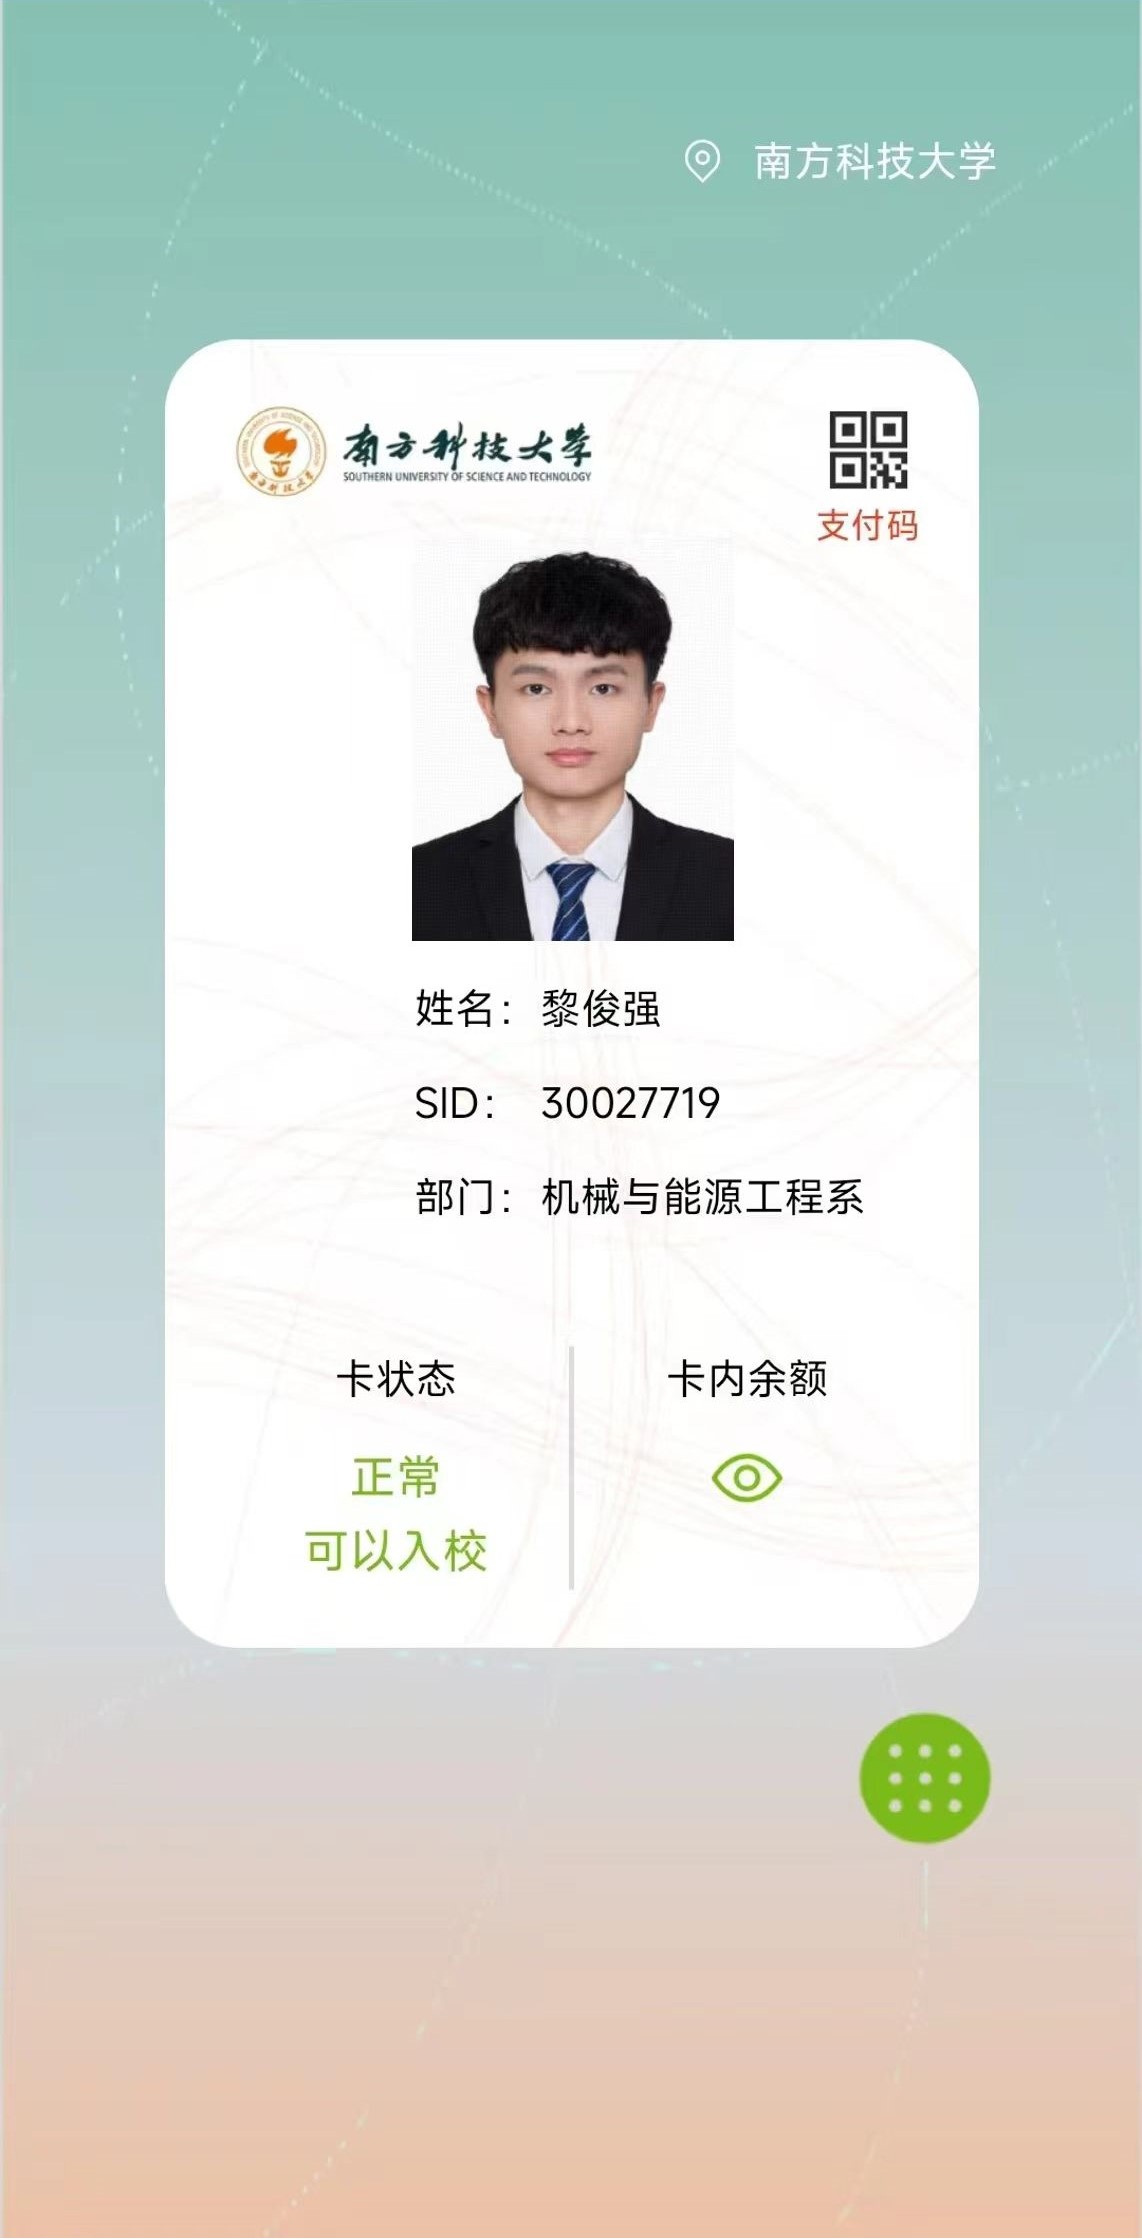 南方科技大学
南方科技大学
SOUTHERN UNIVERSITY OF SCIENCE AND TECHNOLOGY
支付码
姓名： 黎俊强
SID： 30027719
部门： 机械与能源工程系
卡状态
卡内余额
正常
可以入校